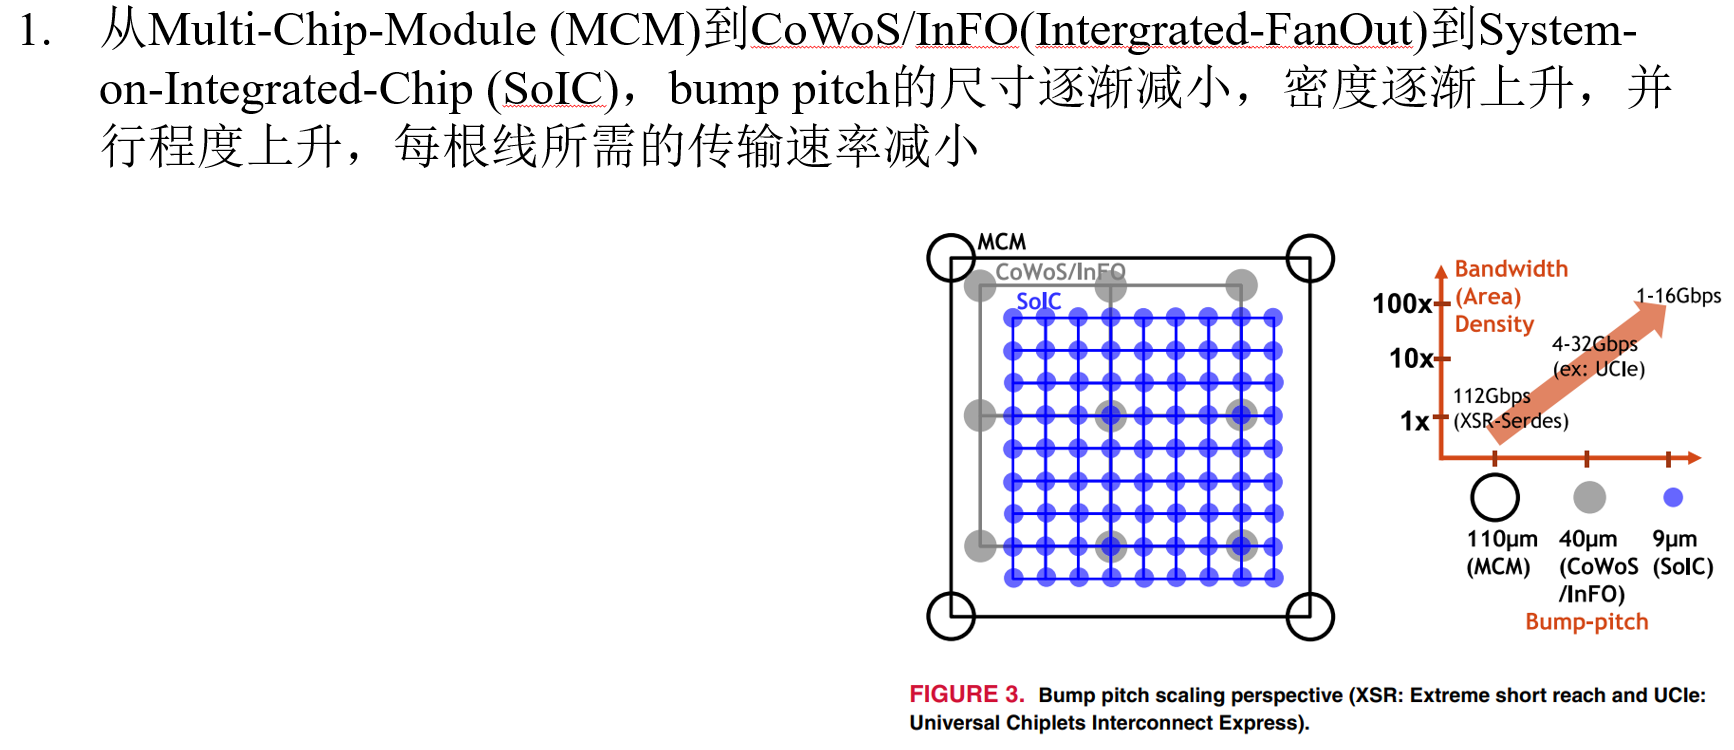 1. 从Multi-Chip-Module (MCM)到CoWoS/InFO(Intergrated-FanOut)到System-
on-Integrated-Chip (SoIC)，bump pitch的尺寸逐渐减小，密度逐渐上升，并
行程度上升，每根线所需的传输速率减小
MCM
CoWoS/InFO
SoIC
Bandwidth
(Area)
Density
100x
10x
1x
1-16Gbps
4-32Gbps
(ex: UCIe)
112Gbps
(XSR-Serdes)
110µm
(MCM)
40µm
(CoWoS
/InFO)
9µm
(SoIC)
Bump-pitch
FIGURE 3. Bump pitch scaling perspective (XSR: Extreme short reach and UCIe:
Universal Chiplets Interconnect Express).